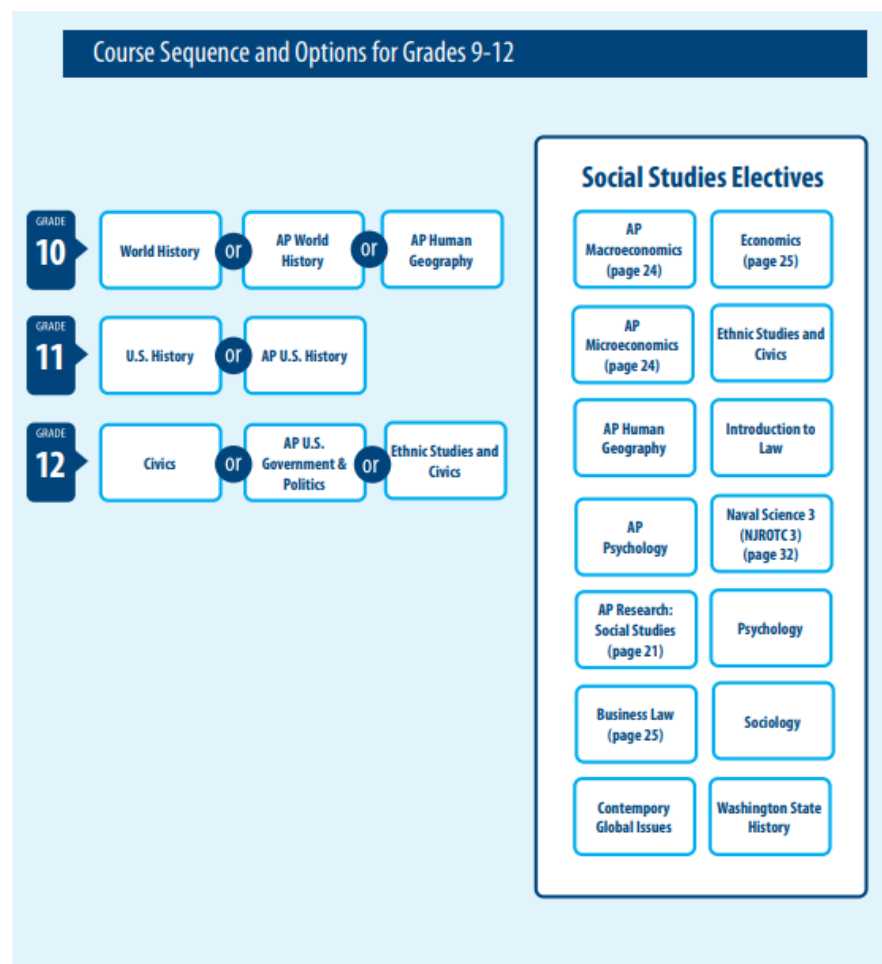 Course Sequence and Options for Grades 9-12
GRADE
10
World History
or
AP World
History
or
AP Human
Geography
GRADE
11
U.S. History
or
AP U.S. History
GRADE
12
Civics
or
AP U.S.
Government &
Politics
or
Ethnic Studies and
Civics
Social Studies Electives
AP
Macroeconomics
(page 24)
Economics
(page 25)
AP
Microeconomics
(page 24)
Ethnic Studies and
Civics
AP Human
Geography
Introduction to
Law
AP
Psychology
Naval Science 3
(NJROTC 3)
(page 32)
AP Research:
Social Studies
(page 21)
Psychology
Business Law
(page 25)
Sociology
Contempory
Global Issues
Washington State
History